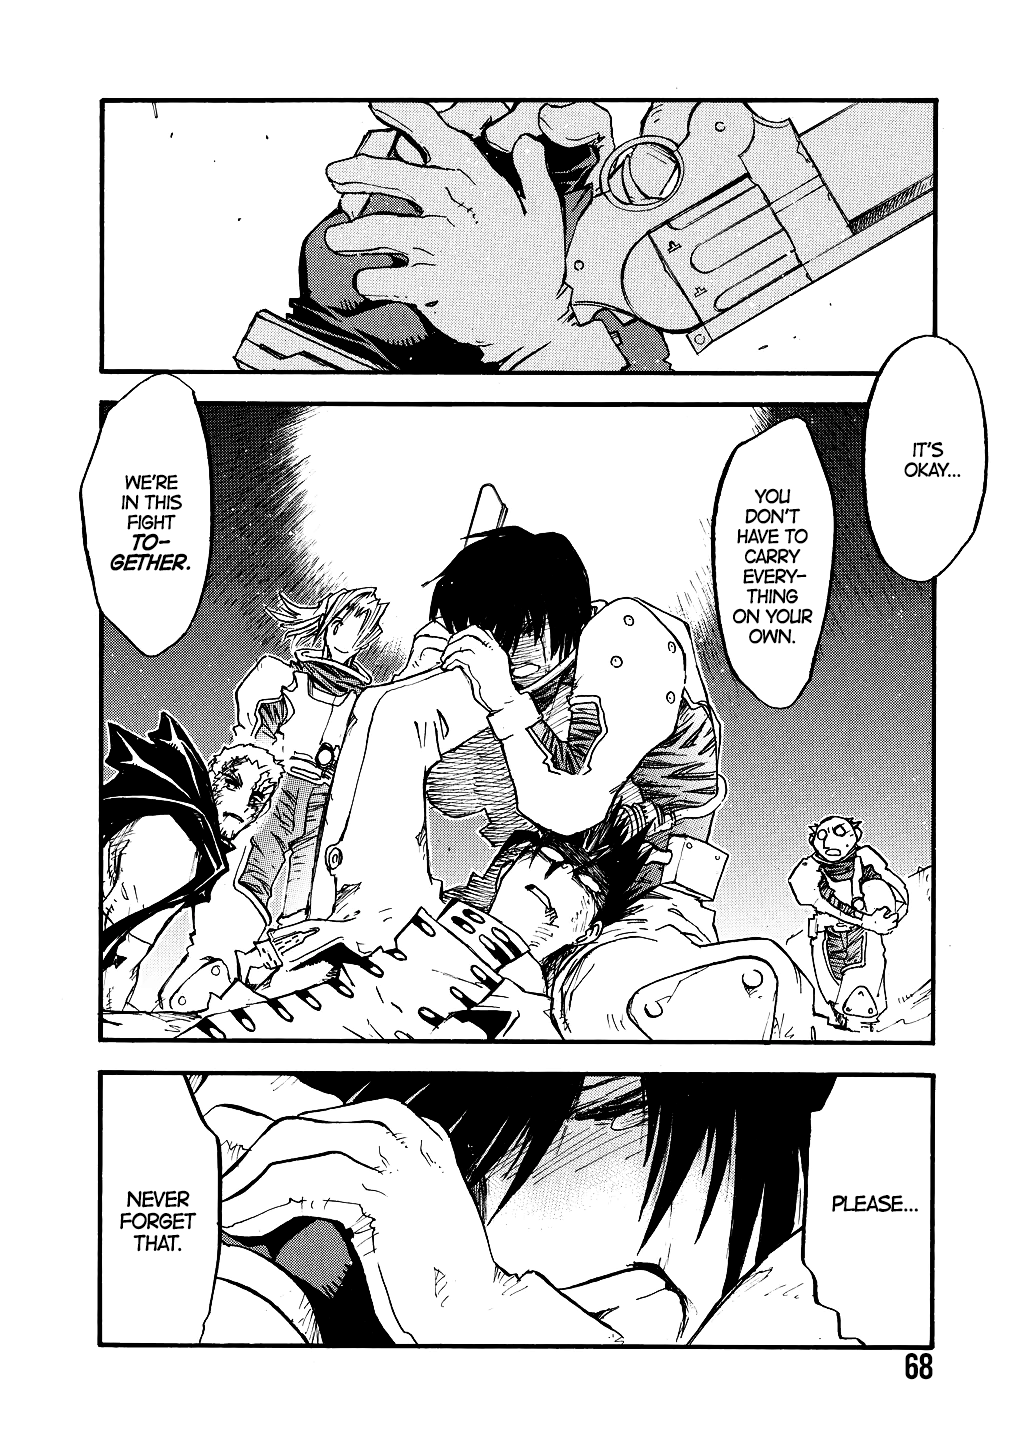 IT'S
OKAY...
YOU
DON'T
HAVE TO
CARRY
EVERY-
THING
ON YOUR
OWN.
WE'RE
IN THIS
FIGHT
TO-
GETHER.
PLEASE...
NEVER
FORGET
THAT.
68